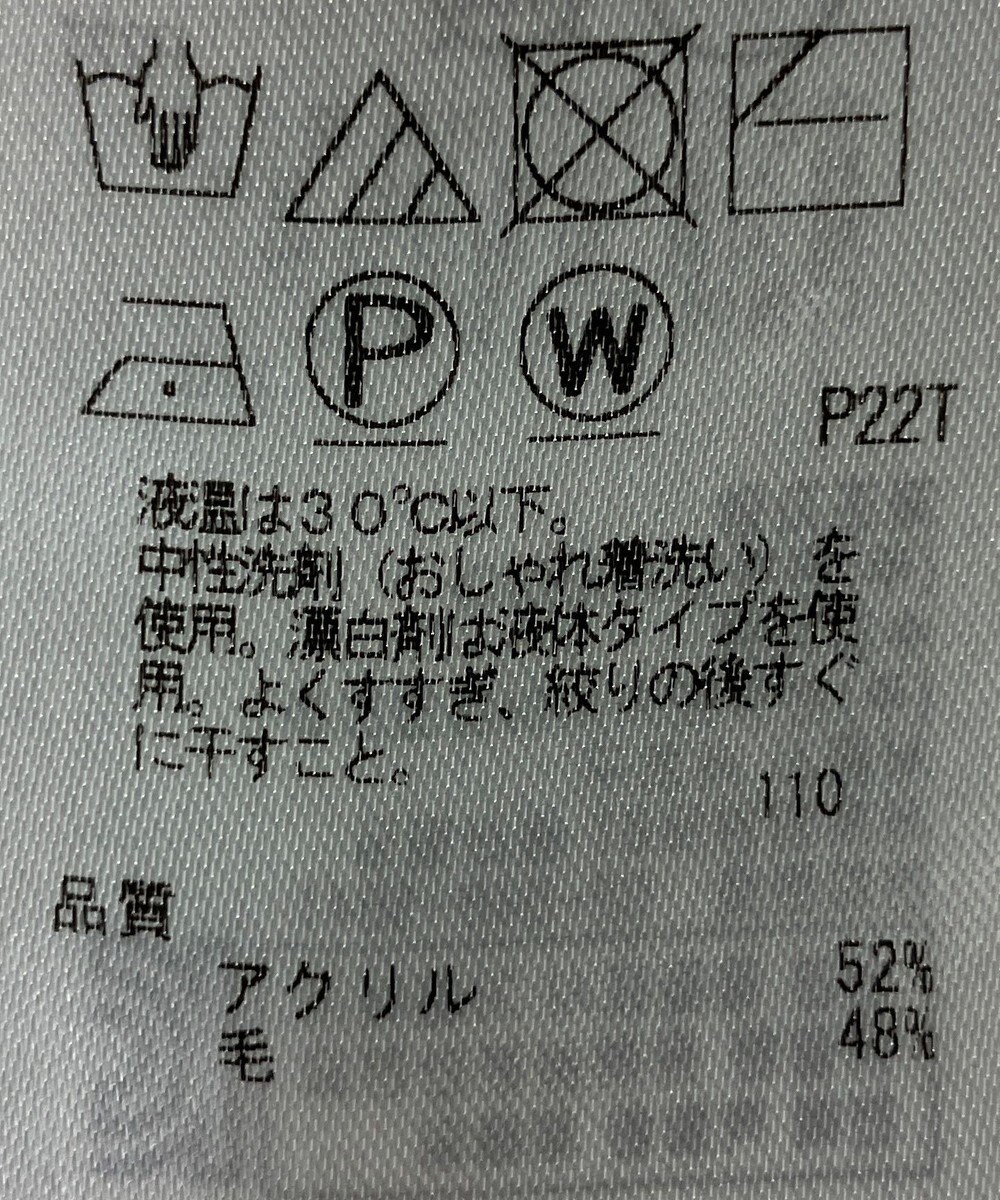 P
W
P22T
液温は30℃以下。
中性洗剤(おしゃれ着洗い)を
使用。漂白剤は液体タイプを使
用。よくすすぎ、絞りの後すぐ
に干すこと。
110
品質
アクリル 52%
毛 48%